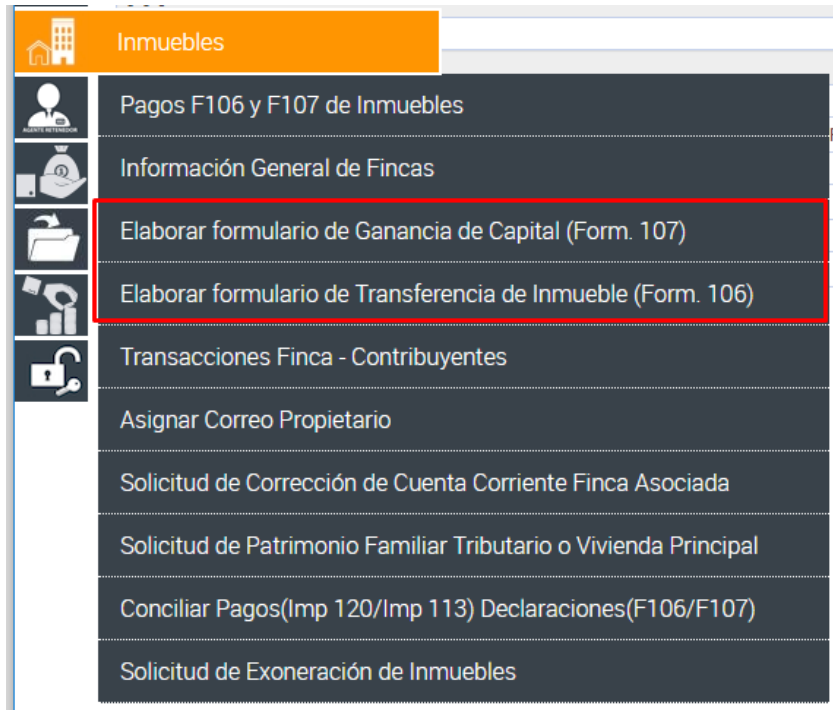 Inmuebles
AGENTE RETENEDOR
Pagos F106 y F107 de Inmuebles
Información General de Fincas
Elaborar formulario de Ganancia de Capital (Form. 107)
Elaborar formulario de Transferencia de Inmueble (Form. 106)
Transacciones Finca - Contribuyentes
Asignar Correo Propietario
Solicitud de Corrección de Cuenta Corriente Finca Asociada
Solicitud de Patrimonio Familiar Tributario o Vivienda Principal
Conciliar Pagos(Imp 120/Imp 113) Declaraciones(F106/F107)
Solicitud de Exoneración de Inmuebles